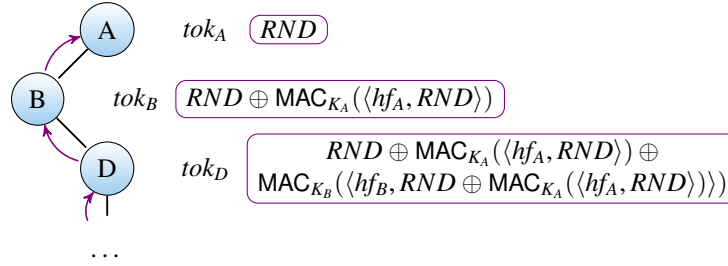 A tok_A RND
B tok_B RND ⊕ MAC_{K_A}(⟨hf_A, RND⟩)
D tok_D RND ⊕ MAC_{K_A}(⟨hf_A, RND⟩) ⊕
MAC_{K_B}(⟨hf_B, RND ⊕ MAC_{K_A}(⟨hf_A, RND⟩)⟩)
...